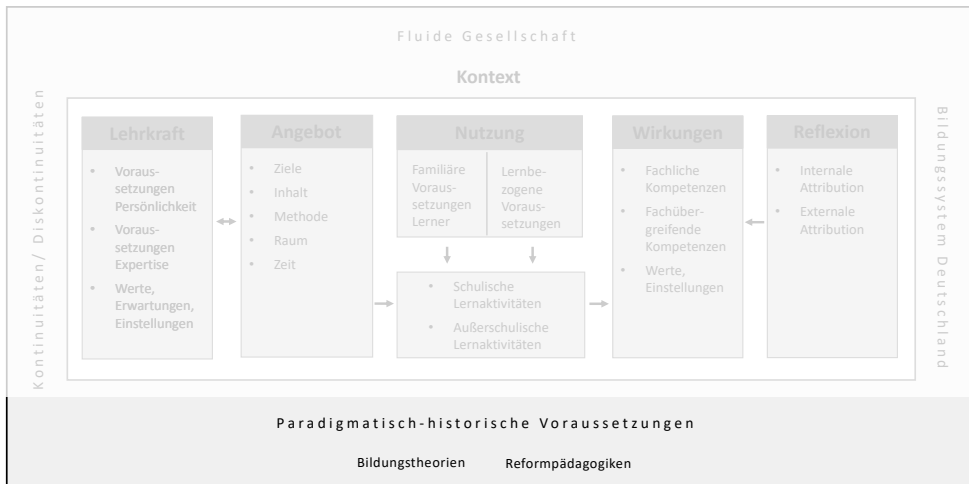 Fluide Gesellschaft
Kontext
Kontinuitäten/ Diskontinuitäten
Lehrkraft
• Voraus-
setzungen
Persönlichkeit
• Voraus-
setzungen
Expertise
• Werte,
Erwartungen,
Einstellungen
Angebot
• Ziele
• Inhalt
• Methode
• Raum
• Zeit
Nutzung
Familiäre
Voraus-
setzungen
Lerner
Lernbe-
zogene
Voraus-
setzungen
• Schulische
Lernaktivitäten
• Außerschulische
Lernaktivitäten
Wirkungen
• Fachliche
Kompetenzen
• Fachüber-
greifende
Kompetenzen
• Werte,
Einstellungen
Reflexion
• Internale
Attribution
• Externale
Attribution
Bildungssystem Deutschland
Paradigmatisch-historische Voraussetzungen
Bildungstheorien Reformpädagogiken